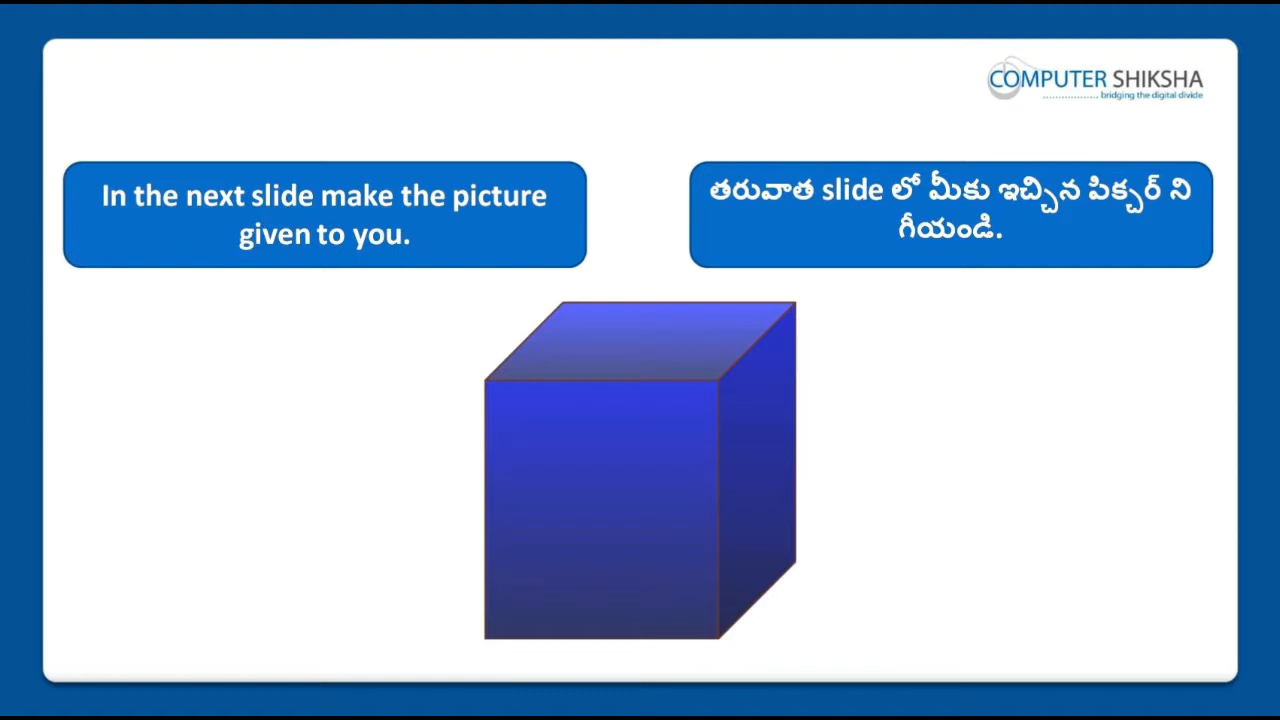 COMPUTER SHIKSHA
bridging the digital divide
In the next slide make the picture
given to you.
తరువాత slide లో మీకు ఇచ్చిన పిక్చర్ ని
గీయండి.